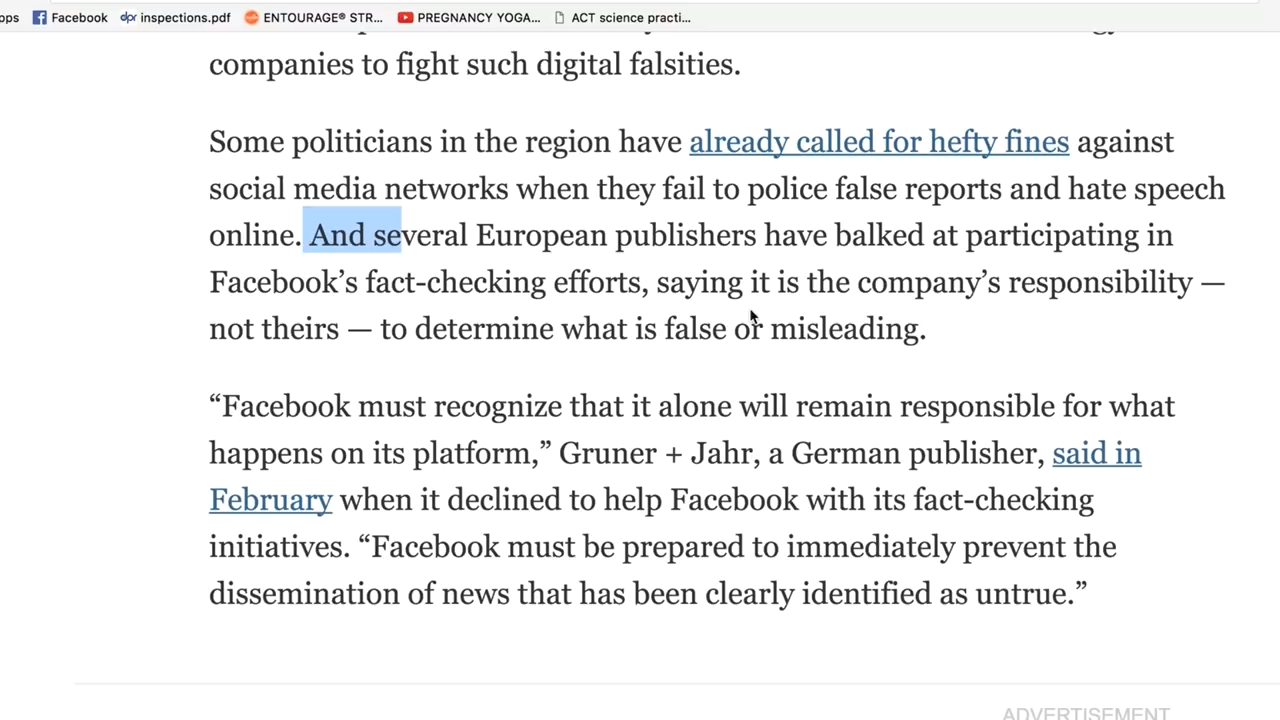 ops Facebook dpr inspections.pdf ENTOURAGE® STR... PREGNANCY YOGA... ACT science practi...
companies to fight such digital falsities.
Some politicians in the region have already called for hefty fines against
social media networks when they fail to police false reports and hate speech
online. And several European publishers have balked at participating in
Facebook’s fact-checking efforts, saying it is the company’s responsibility —
not theirs — to determine what is false or misleading.
“Facebook must recognize that it alone will remain responsible for what
happens on its platform,” Gruner + Jahr, a German publisher, said in
February when it declined to help Facebook with its fact-checking
initiatives. “Facebook must be prepared to immediately prevent the
dissemination of news that has been clearly identified as untrue.”
ADVERTISEMENT